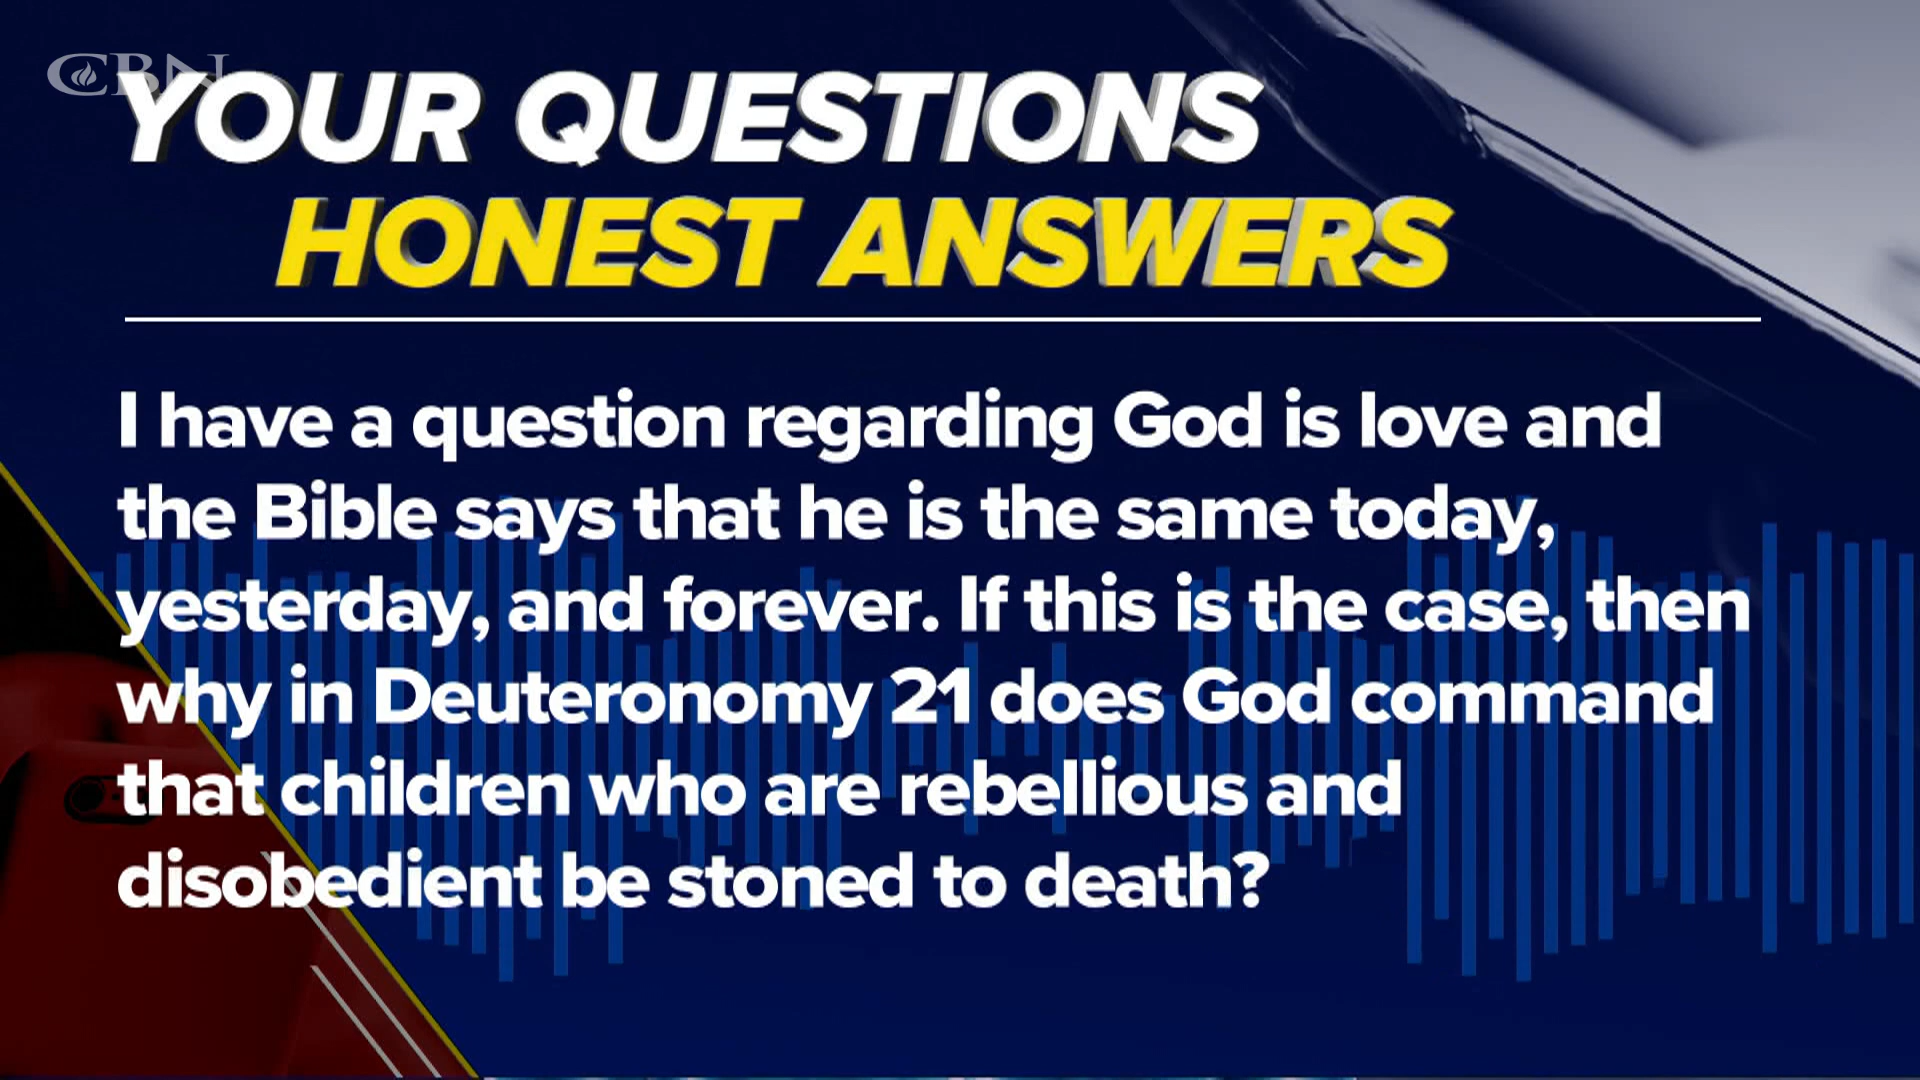 CBN
YOUR QUESTIONS
HONEST ANSWERS
I have a question regarding God is love and
the Bible says that he is the same today,
yesterday, and forever. If this is the case, then
why in Deuteronomy 21 does God command
that children who are rebellious and
disobedient be stoned to death?